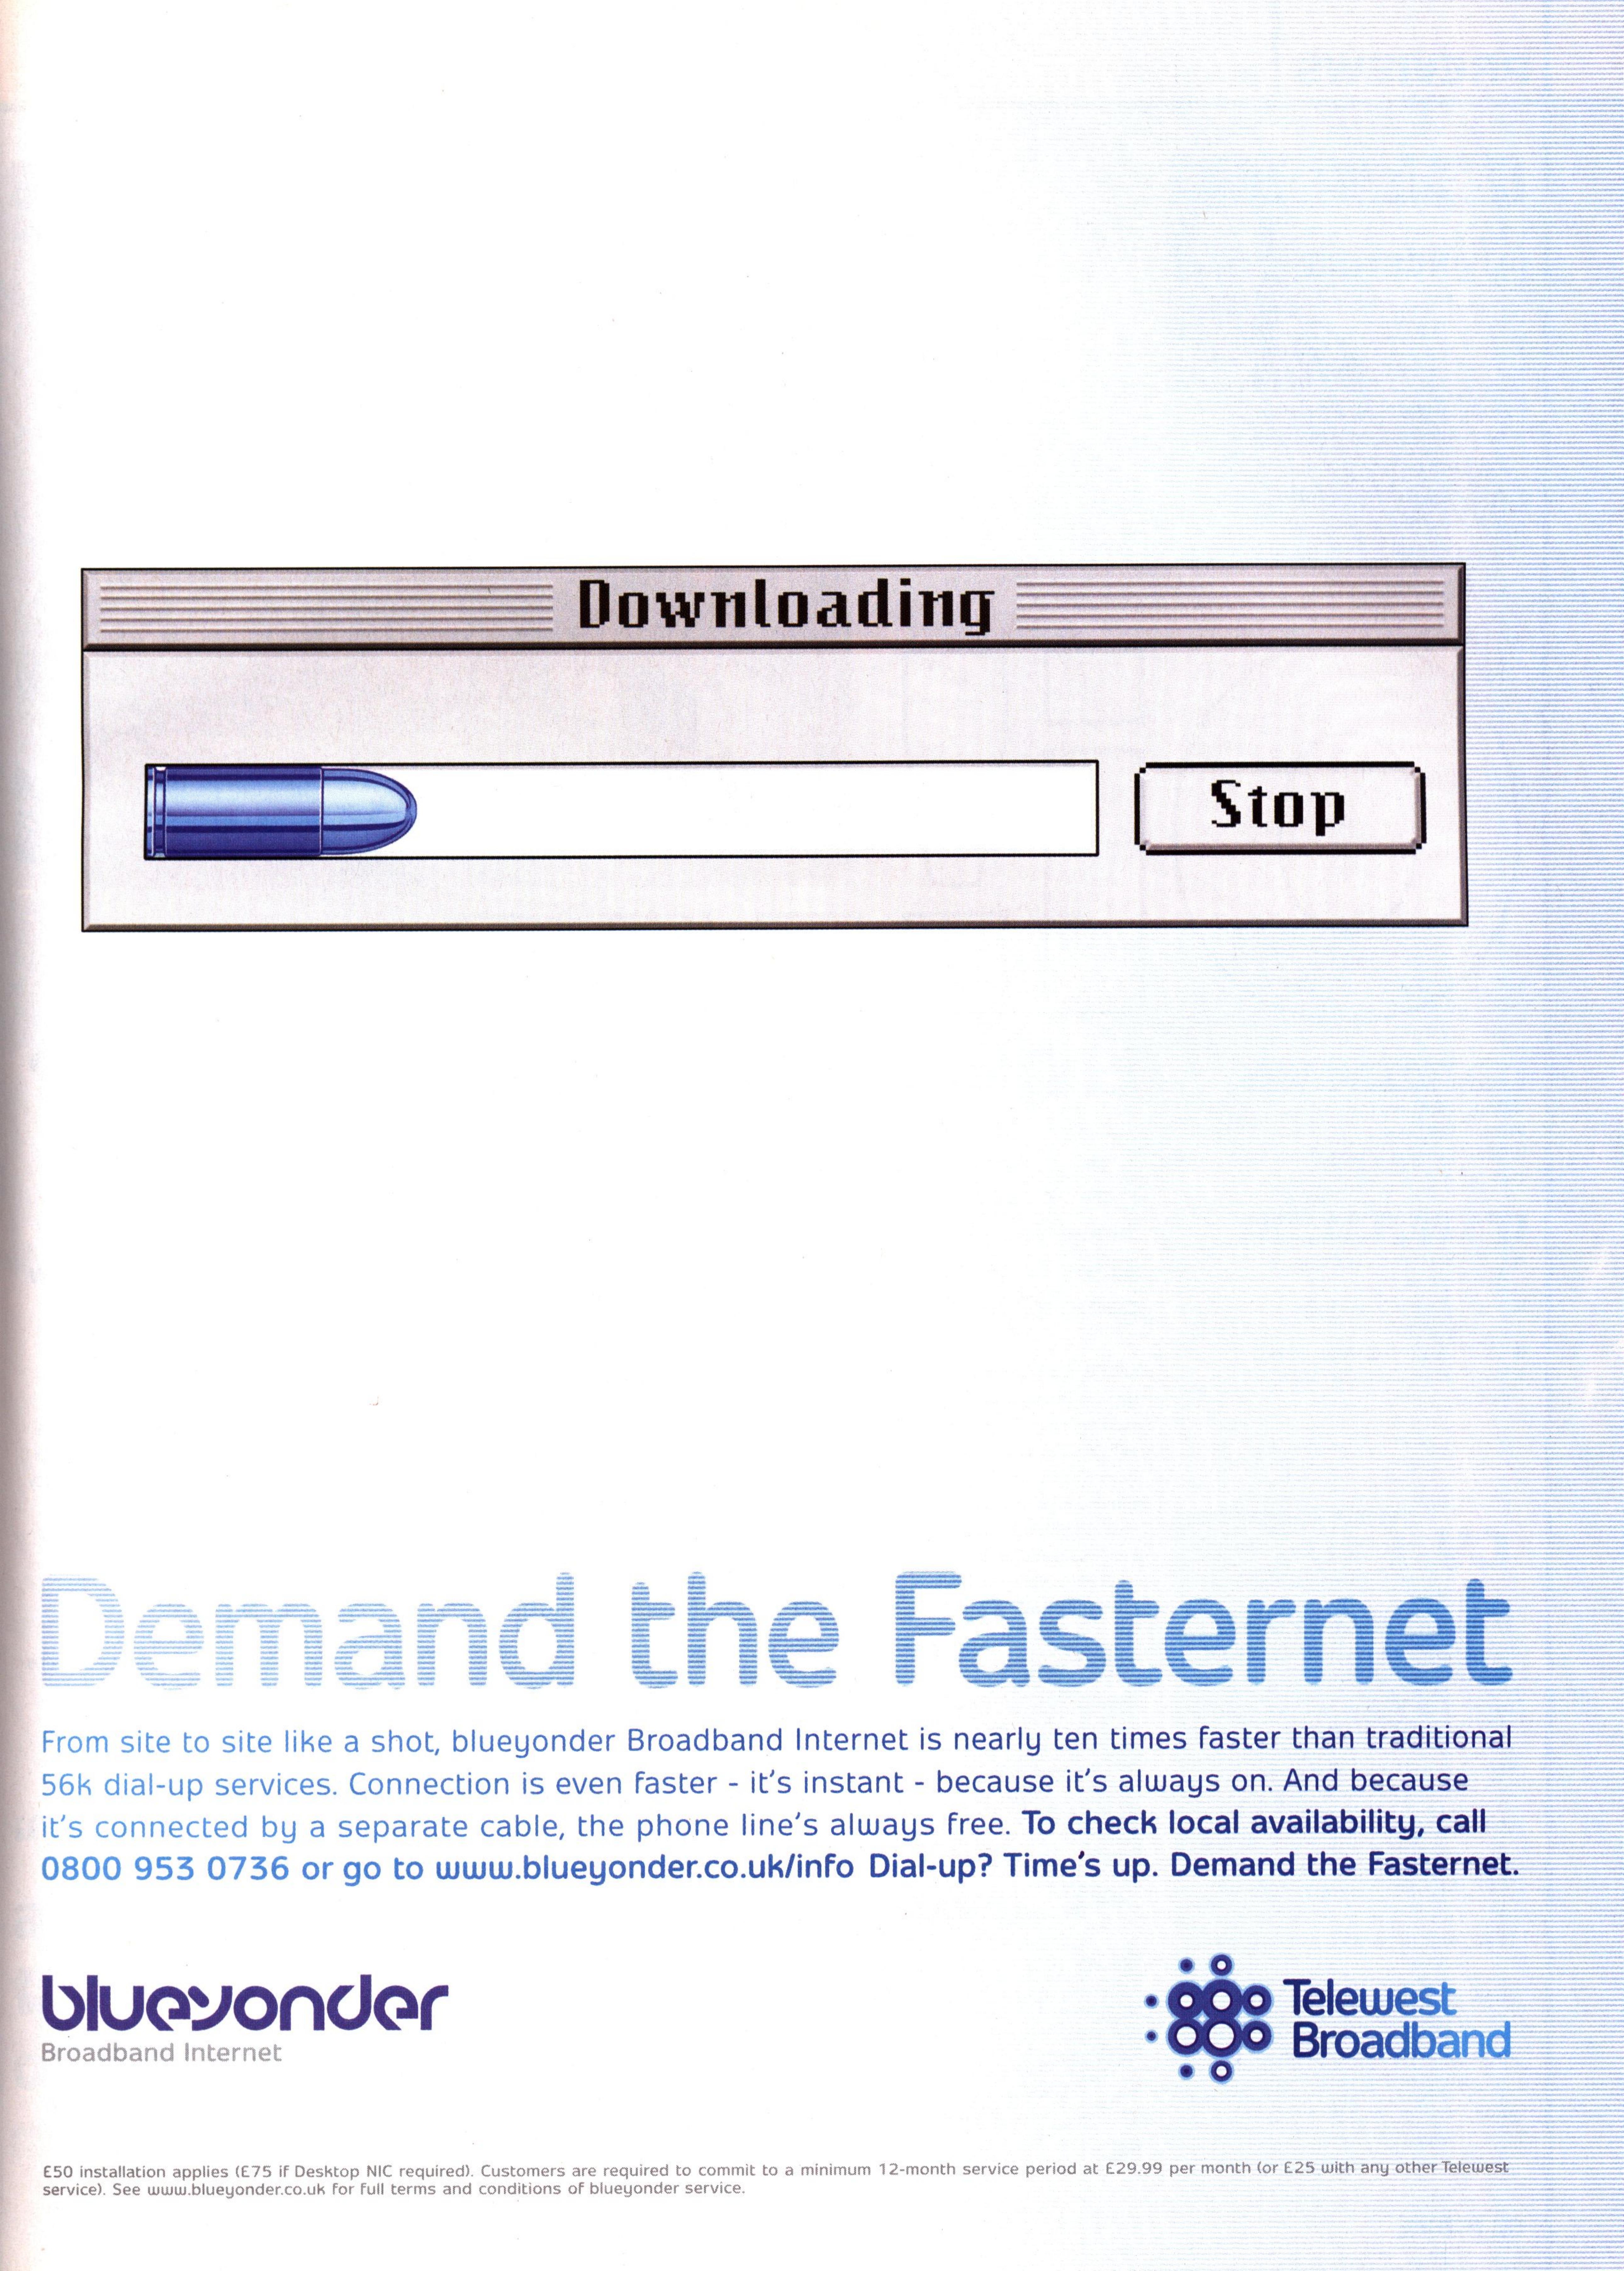 Downloading
Stop
Demand the Fasternet
From site to site like a shot, blueyonder Broadband Internet is nearly ten times faster than traditional
56k dial-up services. Connection is even faster - it's instant - because it's always on. And because
it's connected by a separate cable, the phone line's always free. To check local availability, call
0800 953 0736 or go to www.blueyonder.co.uk/info Dial-up? Time's up. Demand the Fasternet.
blueyonder
Broadband Internet
Telewest
Broadband
£50 installation applies (£75 if Desktop NIC required). Customers are required to commit to a minimum 12-month service period at £29.99 per month (or £25 with any other Telewest
service). See www.blueyonder.co.uk for full terms and conditions of blueyonder service.